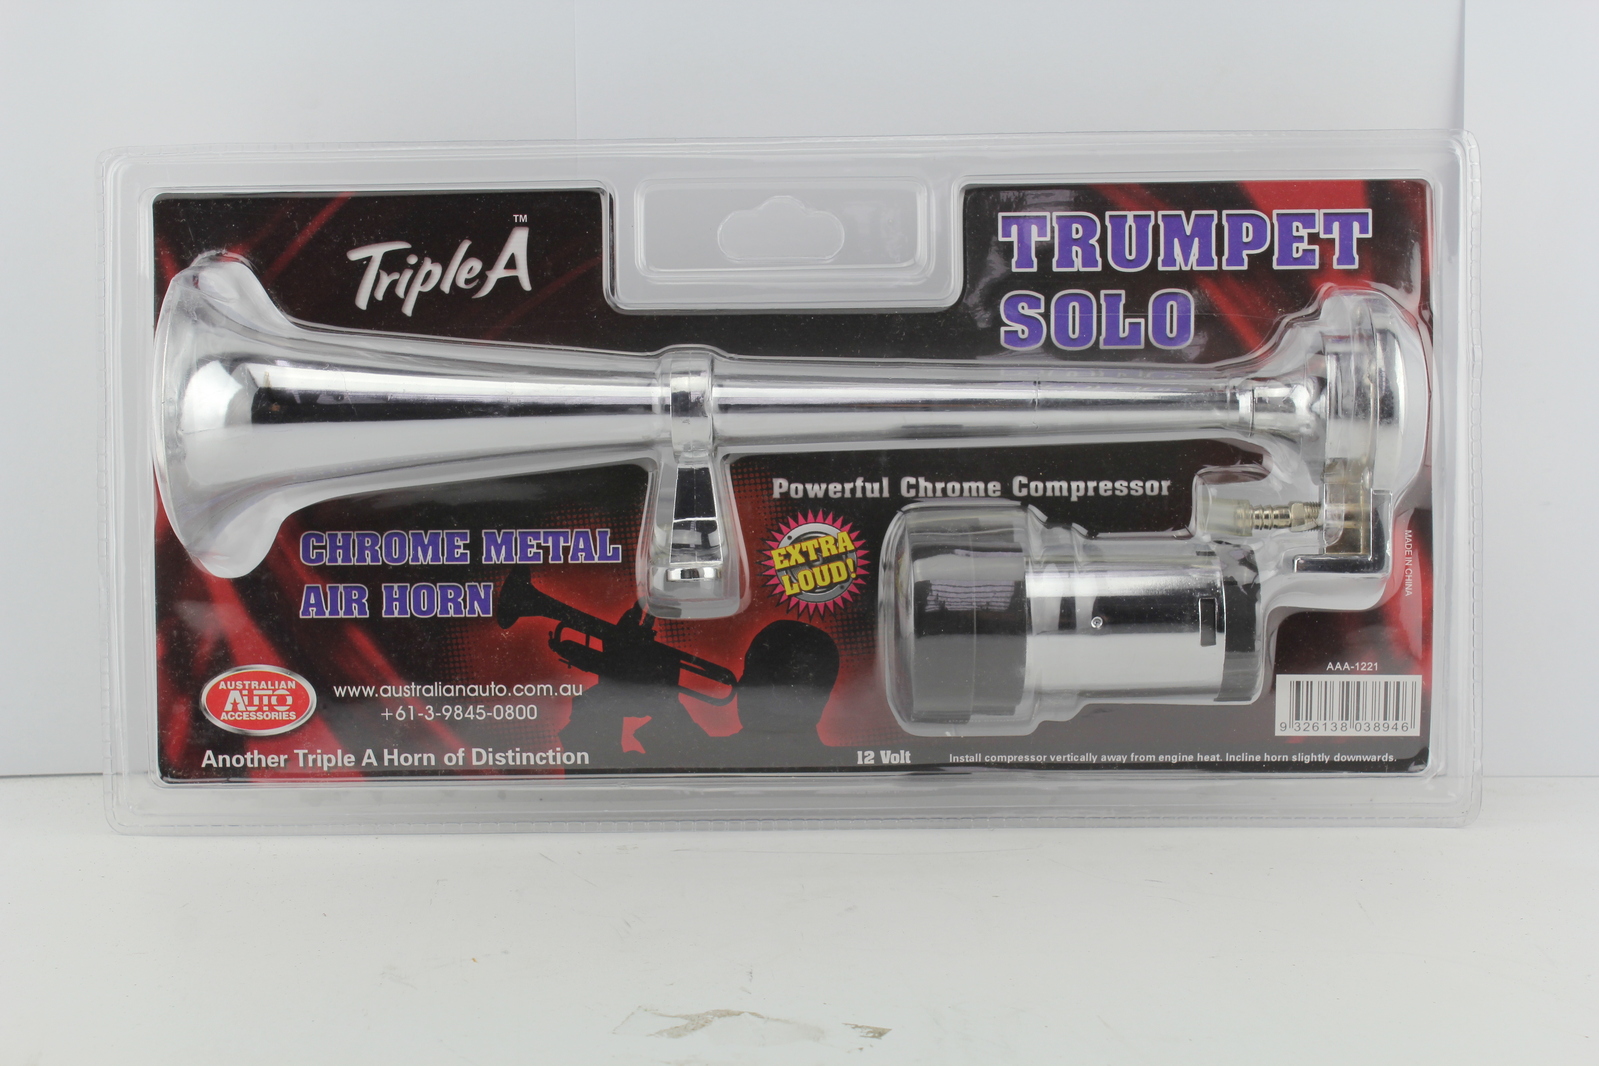 TripleA
TM
TRUMPET
SOLO
Powerful Chrome Compressor
CHROME METAL
AIR HORN
EXTRA
LOUD!
MADE IN CHINA
AUSTRALIAN
AUTO
ACCESSORIES
www.australianauto.com.au
+61-3-9845-0800
Another Triple A Horn of Distinction
12 Volt
Install compressor vertically away from engine heat. Incline horn slightly downwards.
AAA-1221
9 326138 038946